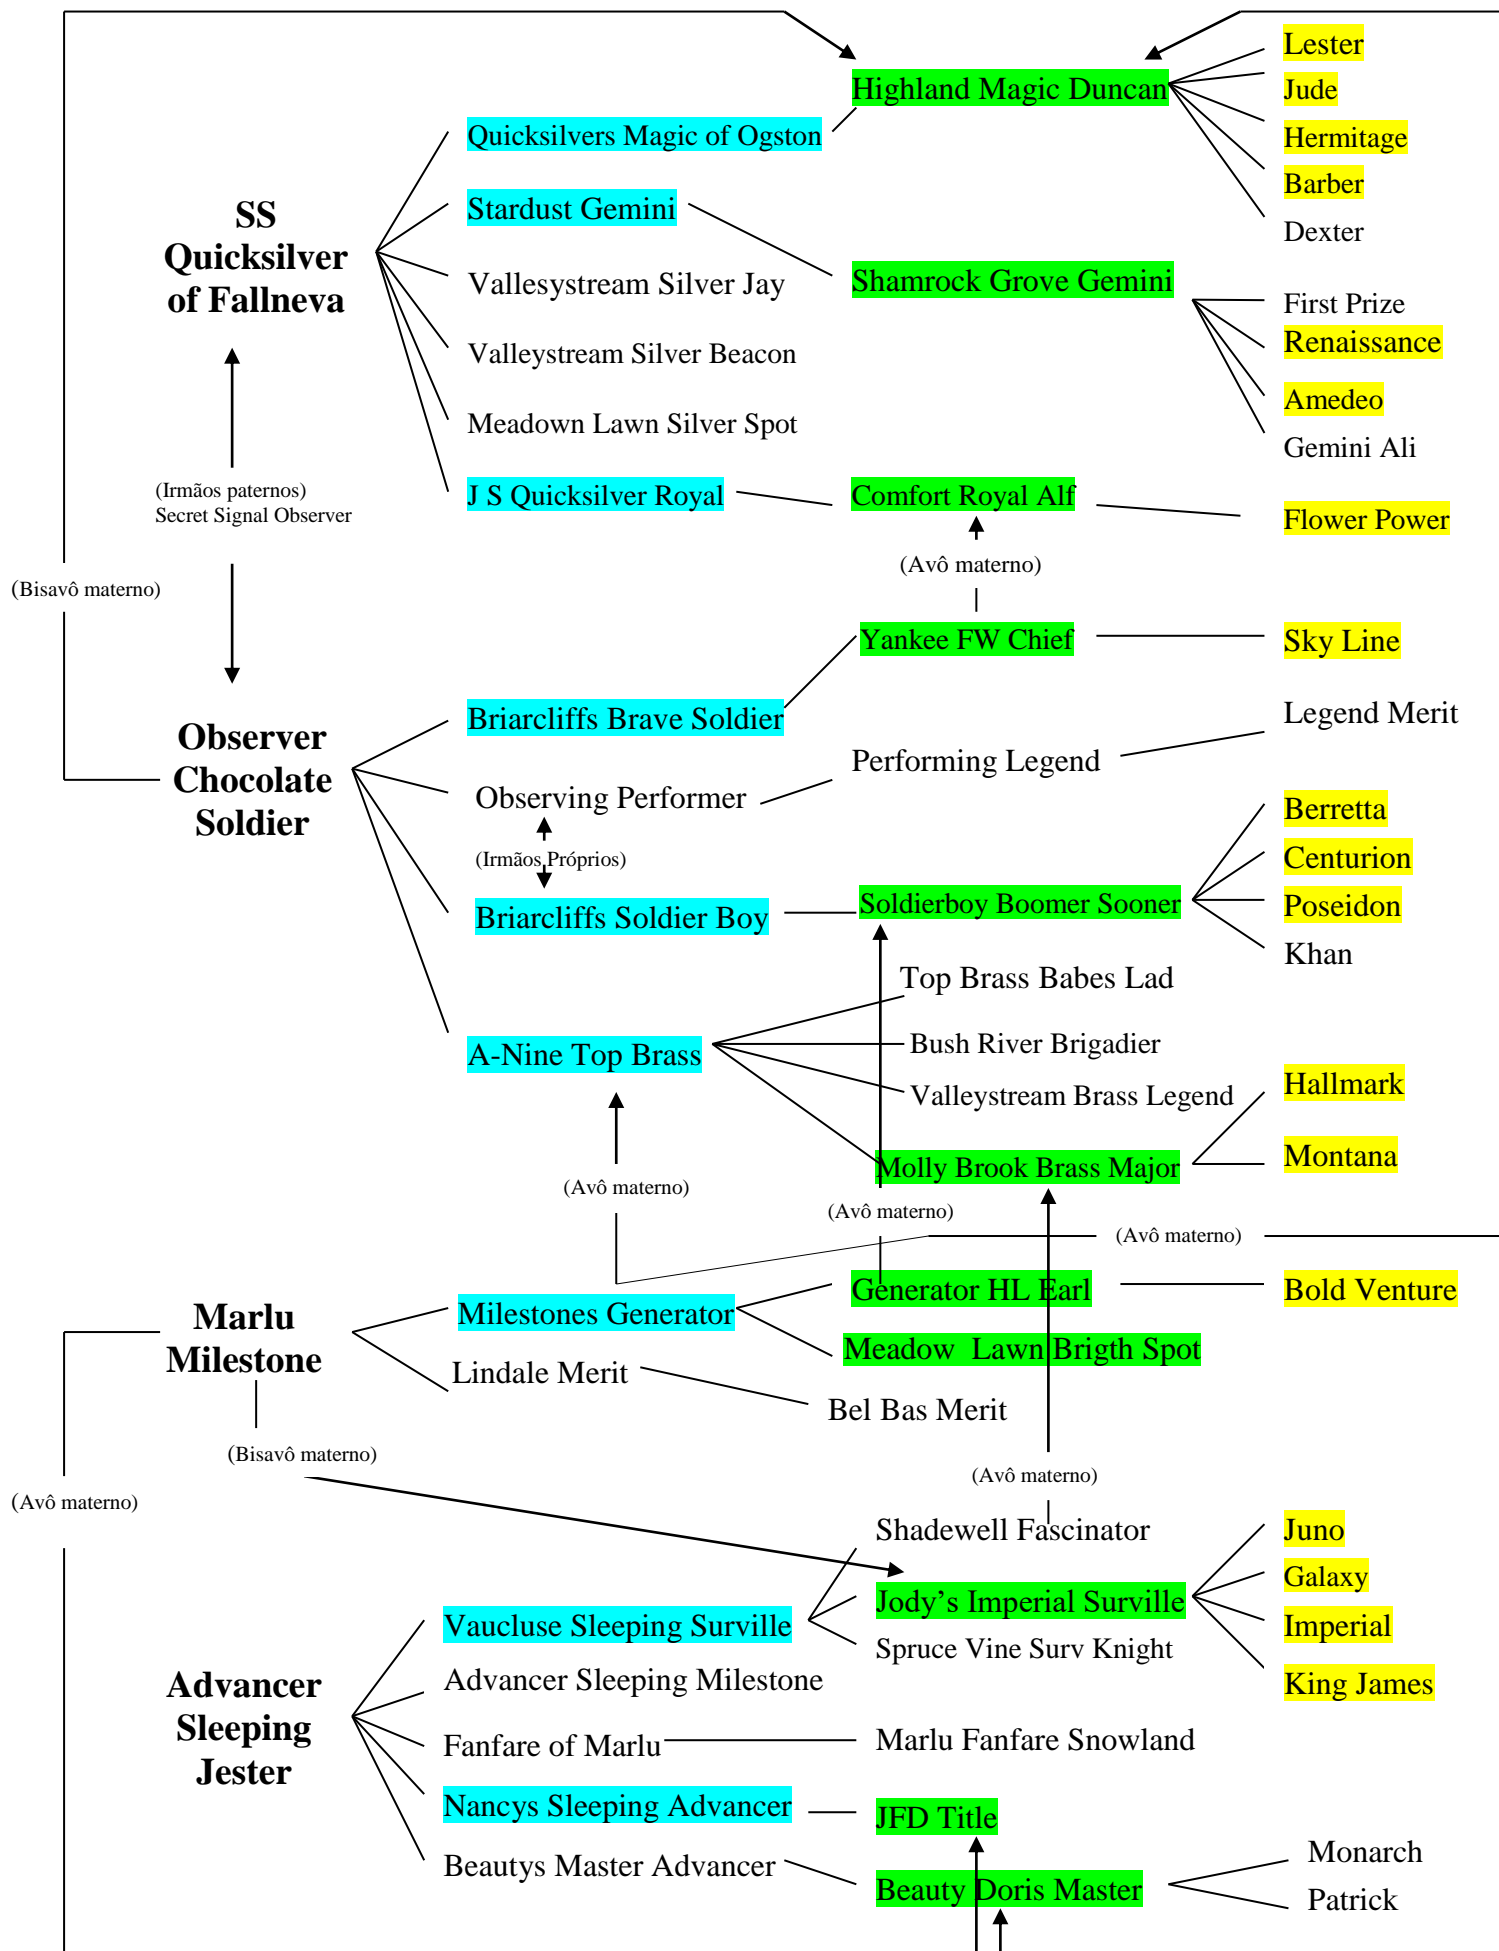 Lester
Highland Magic Duncan
Jude
Quicksilvers Magic of Ogston
Hermitage
Barber
SS
Quicksilver
of Fallneva
Stardust Gemini
Dexter
Vallesystream Silver Jay
Shamrock Grove Gemini
First Prize
Renaissance
Valleystream Silver Beacon
Amedeo
Meadown Lawn Silver Spot
Gemini Ali
(Irmãos paternos)
Secret Signal Observer
J S Quicksilver Royal
Comfort Royal Alf
Flower Power
(Avô materno)
(Bisavô materno)
Yankee FW Chief
Sky Line
Briarcliffs Brave Soldier
Legend Merit
Observer
Chocolate
Soldier
Performing Legend
Observing Performer
Berretta
(Irmãos Próprios)
Centurion
Briarcliffs Soldier Boy
Soldierboy Boomer Sooner
Poseidon
Khan
Top Brass Babes Lad
A-Nine Top Brass
Bush River Brigadier
Valleystream Brass Legend
Hallmark
Molly Brook Brass Major
Montana
(Avô materno)
(Avô materno)
(Avô materno)
Generator HL Earl
Bold Venture
Marlu
Milestone
Milestones Generator
Meadow Lawn Brigth Spot
Lindale Merit
Bel Bas Merit
(Bisavô materno)
(Avô materno)
(Avô materno)
Shadewell Fascinator
Juno
Galaxy
Jody’s Imperial Surville
Vaucluse Sleeping Surville
Imperial
Spruce Vine Surv Knight
Advancer
Sleeping
Jester
Advancer Sleeping Milestone
King James
Fanfare of Marlu
Marlu Fanfare Snowland
Nancys Sleeping Advancer
JFD Title
Beautys Master Advancer
Monarch
Beauty Doris Master
Patrick